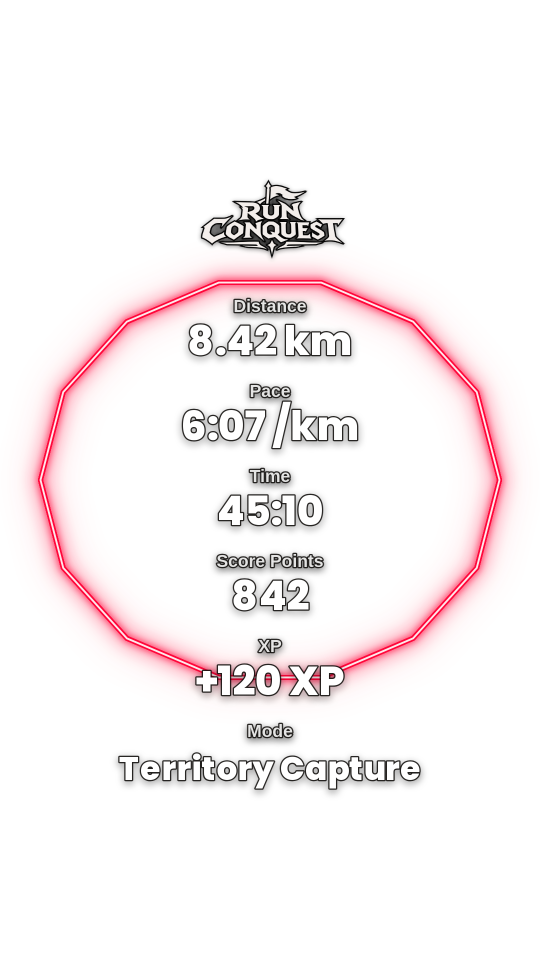 RUN
CONQUEST
Distance
8.42 km
Pace
6:07 /km
Time
45:10
Score Points
842
XP
+120 XP
Mode
Territory Capture